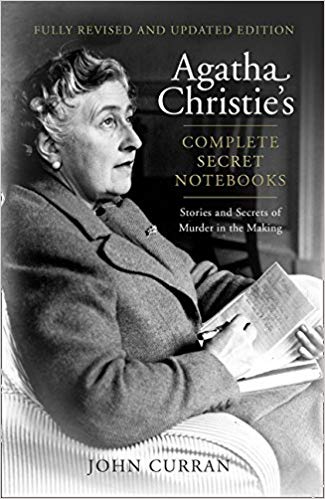 FULLY REVISED AND UPDATED EDITION
Agatha
Christie's
COMPLETE
SECRET
NOTEBOOKS
Stories and Secrets of
Murder in the Making
JOHN CURRAN